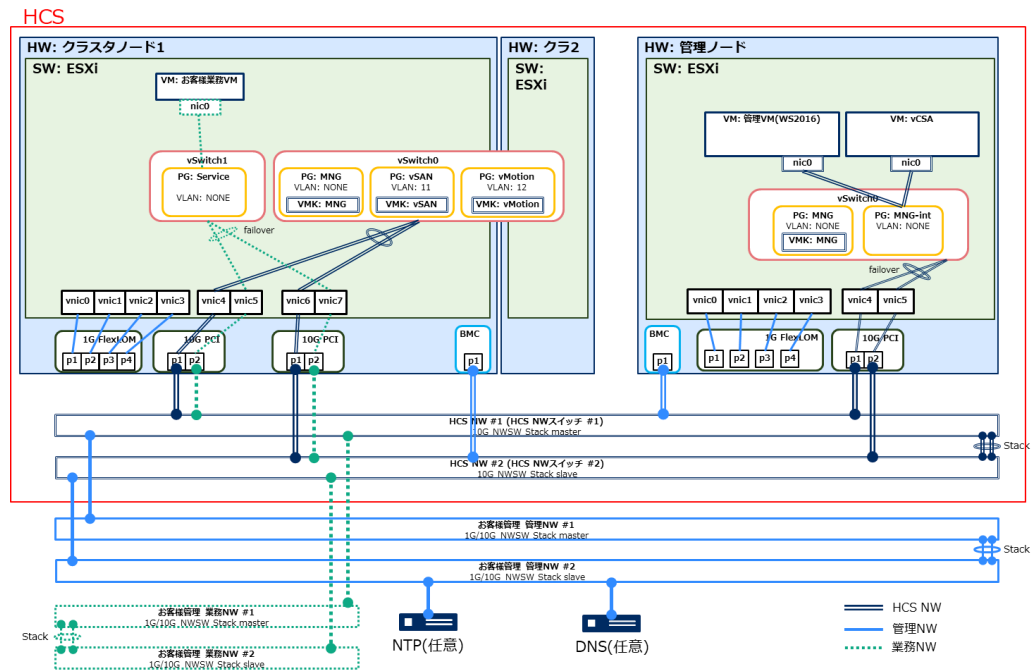 HCS
HW: クラスタノード1
SW: ESXi
VM: お客様業務VM
nic0
vSwitch1
PG: Service
VLAN: NONE
vSwitch0
PG: MNG
VLAN: NONE
VMK: MNG
PG: vSAN
VLAN: 11
VMK: vSAN
PG: vMotion
VLAN: 12
VMK: vMotion
failover
vnic0
vnic1
vnic2
vnic3
vnic4
vnic5
vnic6
vnic7
1G FlexLOM
p1
p2
p3
p4
10G PCI
p1
p2
10G PCI
p1
p2
BMC
p1
HW: クラ2
SW:
ESXi
HW: 管理ノード
SW: ESXi
VM: 管理VM(WS2016)
nic0
VM: vCSA
nic0
vSwitch0
PG: MNG
VLAN: NONE
VMK: MNG
PG: MNG-int
VLAN: NONE
failover
vnic0
vnic1
vnic2
vnic3
vnic4
vnic5
BMC
p1
1G FlexLOM
p1
p2
p3
p4
10G PCI
p1
p2
HCS NW #1 (HCS NWスイッチ #1)
10G NWSW Stack master
HCS NW #2 (HCS NWスイッチ #2)
10G NWSW Stack slave
Stack
お客様管理 管理NW #1
1G/10G NWSW Stack master
お客様管理 管理NW #2
1G/10G NWSW Stack slave
Stack
お客様管理 業務NW #1
1G/10G NWSW Stack master
お客様管理 業務NW #2
1G/10G NWSW Stack slave
Stack
NTP(任意)
DNS(任意)
HCS NW
管理NW
業務NW